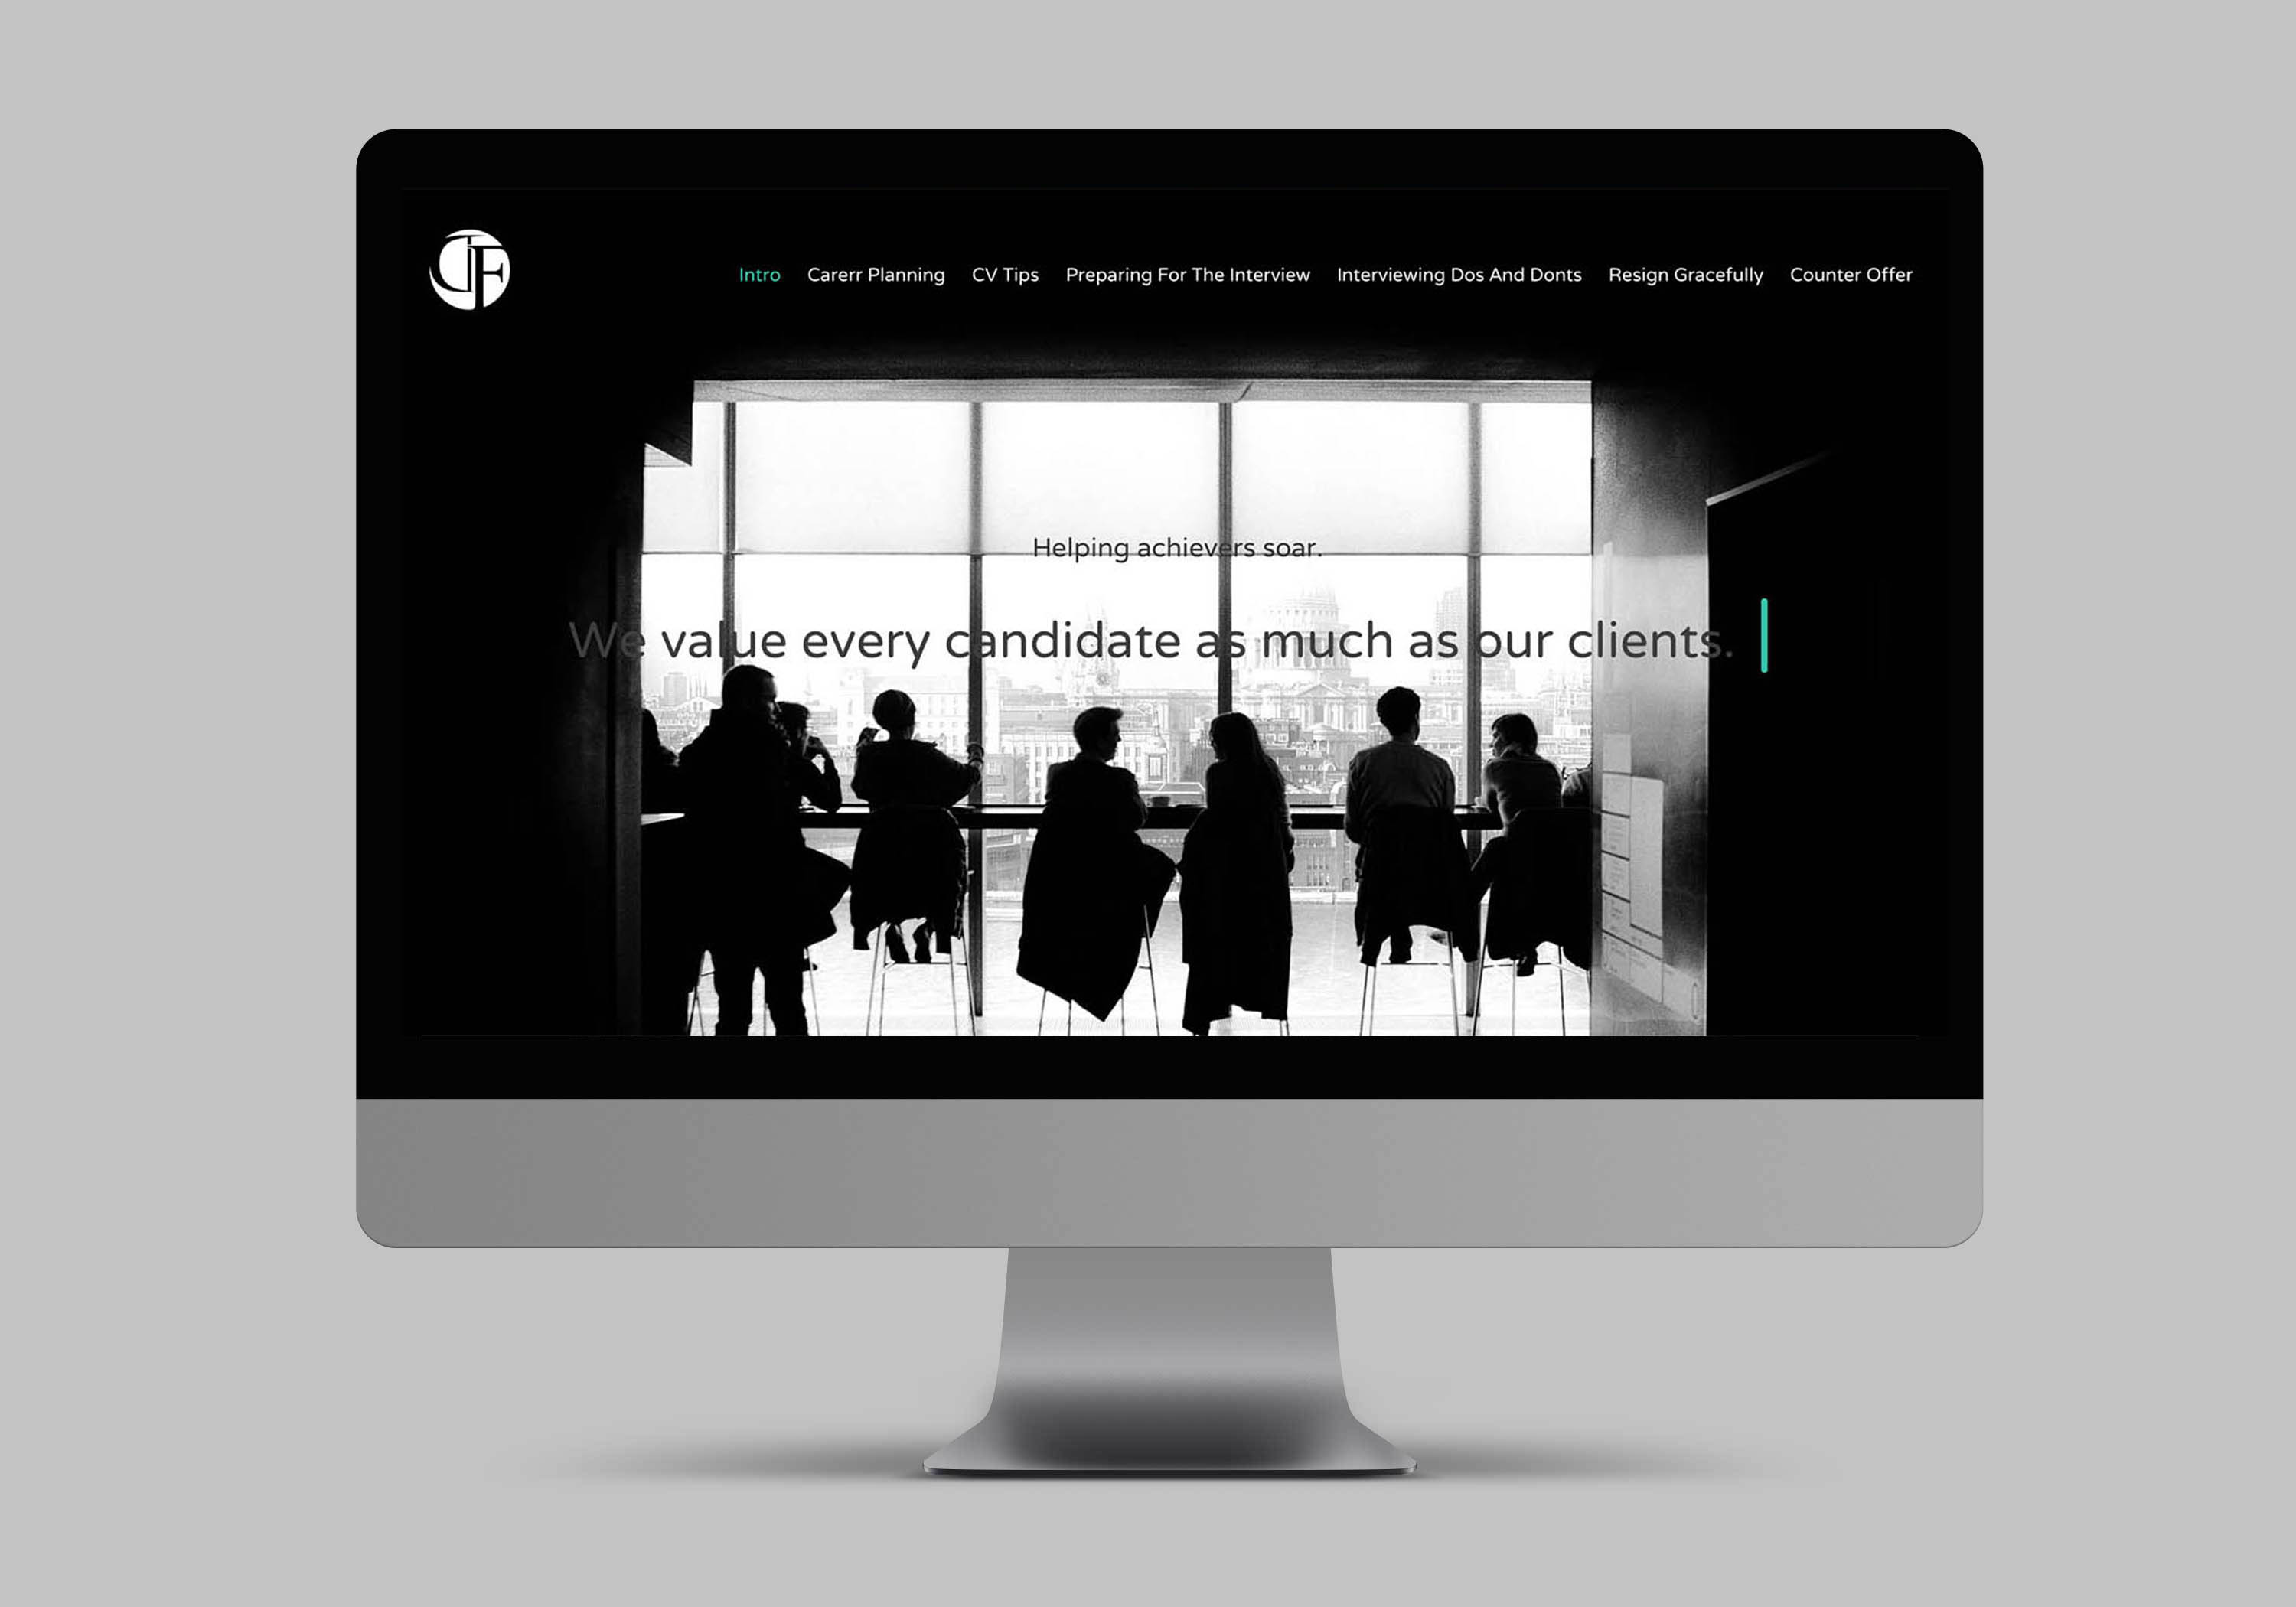 Intro Carerr Planning CV Tips Preparing For The Interview Interviewing Dos And Donts Resign Gracefully Counter Offer
Helping achievers soar.
We value every candidate as much as our clients.